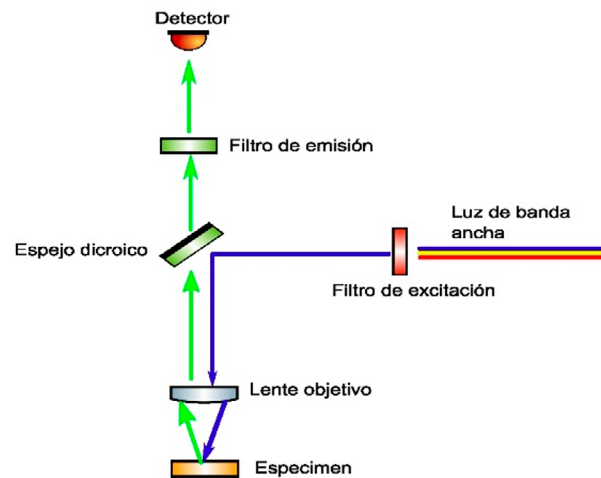 Detector
Filtro de emisión
Luz de banda
ancha
Espejo dicroico
Filtro de excitación
Lente objetivo
Especimen